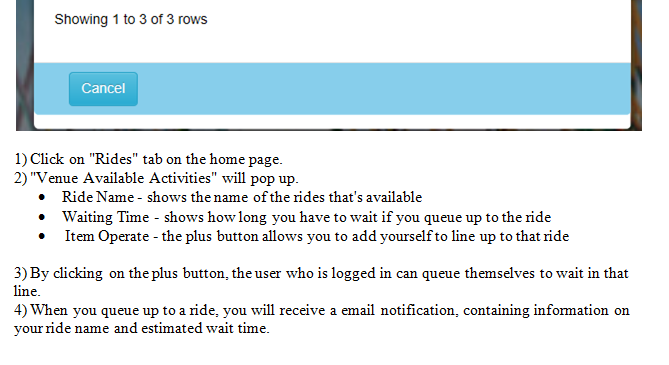 Showing 1 to 3 of 3 rows
Cancel
1) Click on "Rides" tab on the home page.
2) "Venue Available Activities" will pop up.
• Ride Name - shows the name of the rides that's available
• Waiting Time - shows how long you have to wait if you queue up to the ride
• Item Operate - the plus button allows you to add yourself to line up to that ride
3) By clicking on the plus button, the user who is logged in can queue themselves to wait in that
line.
4) When you queue up to a ride, you will receive a email notification, containing information on
your ride name and estimated wait time.